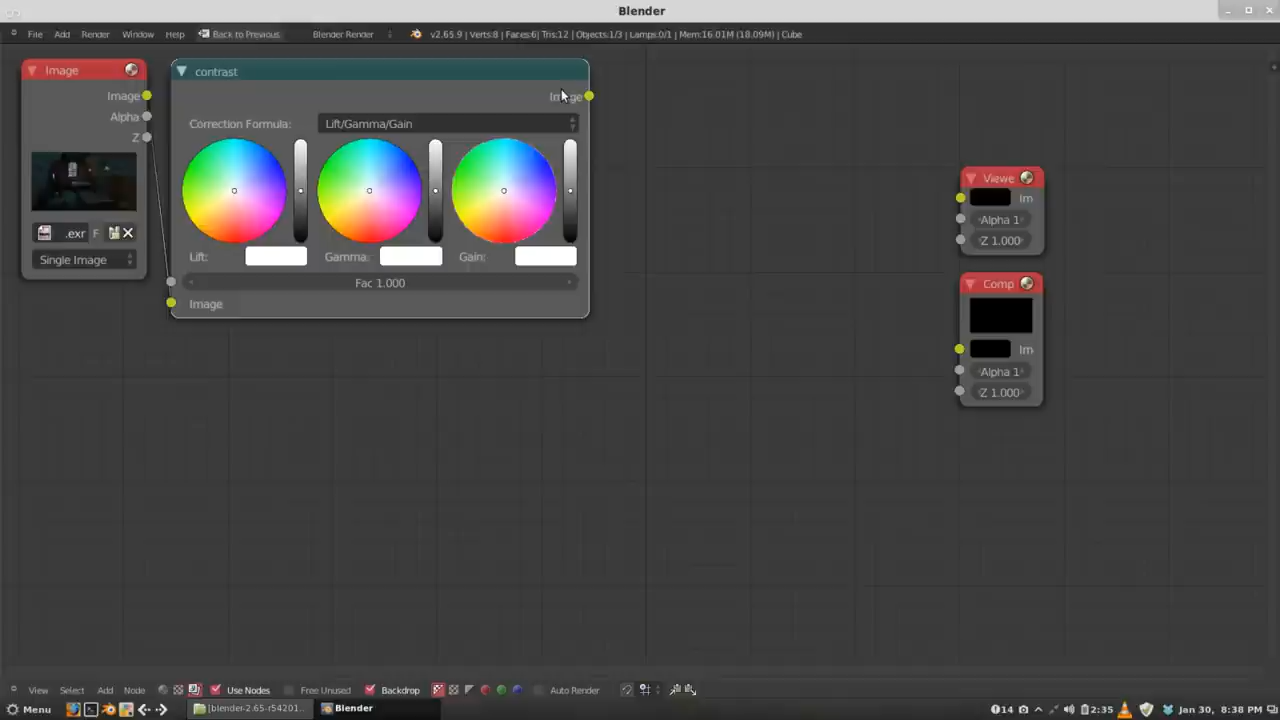 Blender
File Add Render Window Help Back to Previous Blender Render v2.65.9 | Verts:8 | Faces:6| Tris:12 | Objects:1/3 | Lamps:0/1 | Mem:16.01M (18.09M) | Cube
Image
Image
Alpha
Z
.exr F
Single Image
contrast
Image
Correction Formula: Lift/Gamma/Gain
Lift: Gamma: Gain:
Fac 1.000
Image
Viewe
Im
Alpha 1
Z 1.000
Comp
Im
Alpha 1
Z 1.000
View Select Add Node Use Nodes Free Unused Backdrop Auto Render
Menu [blender-2.65-r54201... Blender 14 2:35 Jan 30, 8:38 PM